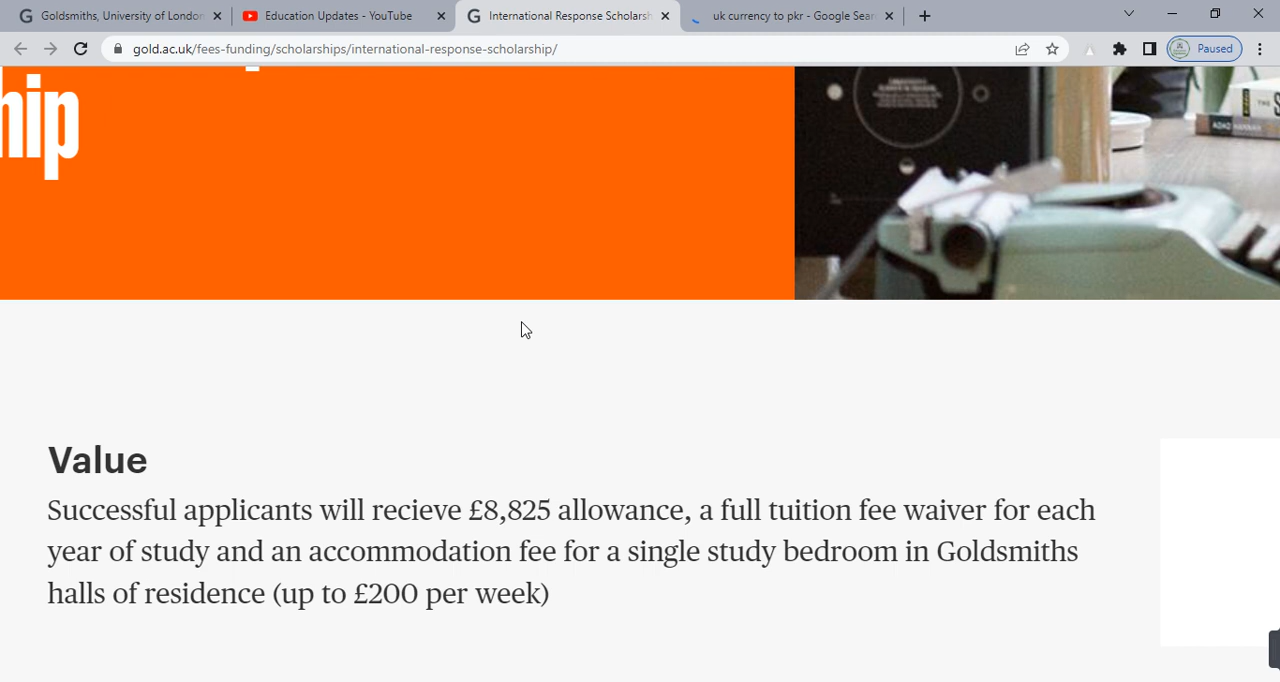 Goldsmiths, University of London
Education Updates - YouTube
International Response Scholarsh
uk currency to pkr - Google Sear
gold.ac.uk/fees-funding/scholarships/international-response-scholarship/
Paused
hip
THE S
Value
Successful applicants will recieve £8,825 allowance, a full tuition fee waiver for each
year of study and an accommodation fee for a single study bedroom in Goldsmiths
halls of residence (up to £200 per week)